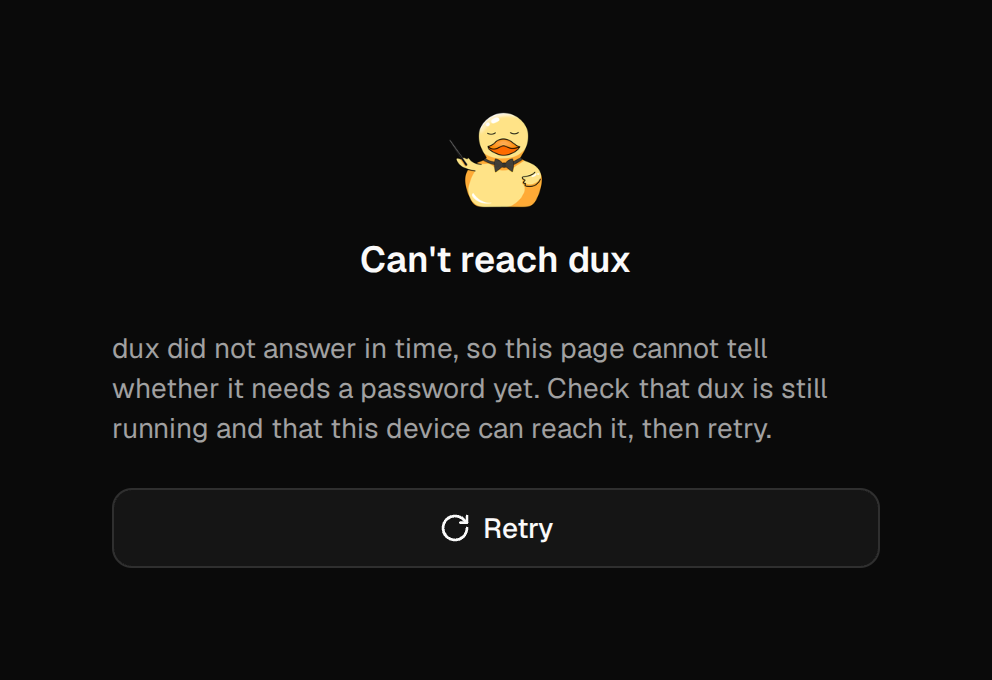 Can't reach dux
dux did not answer in time, so this page cannot tell
whether it needs a password yet. Check that dux is still
running and that this device can reach it, then retry.
Retry